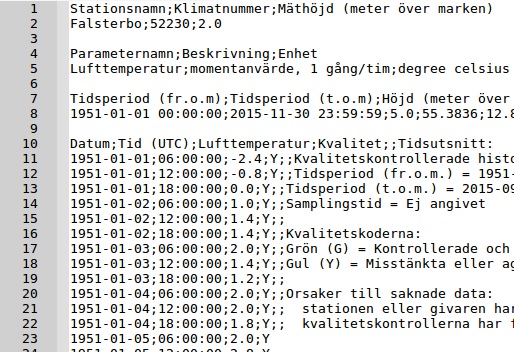 1 Stationsnamn;Klimatnummer;Mäthöjd (meter över marken)
2 Falsterbo;52230;2.0
3
4 Parameternamn;Beskrivning;Enhet
5 Lufttemperatur;momentanvärde, 1 gång/tim;degree celsius
6
7 Tidsperiod (fr.o.m);Tidsperiod (t.o.m);Höjd (meter över
8 1951-01-01 00:00:00;2015-11-30 23:59:59;5.0;55.3836;12.8
9
10 Datum;Tid (UTC);Lufttemperatur;Kvalitet;;Tidsutsnitt:
11 1951-01-01;06:00:00;-2.4;Y;;Kvalitetskontrollerade histo
12 1951-01-01;12:00:00;-0.8;Y;;Tidsperiod (fr.o.m.) = 1951-
13 1951-01-01;18:00:00;0.0;Y;;Tidsperiod (t.o.m.) = 2015-09
14 1951-01-02;06:00:00;1.0;Y;;Samplingstid = Ej angivet
15 1951-01-02;12:00:00;1.4;Y;;
16 1951-01-02;18:00:00;1.4;Y;;Kvalitetskoderna:
17 1951-01-03;06:00:00;2.0;Y;;Grön (G) = Kontrollerade och
18 1951-01-03;12:00:00;1.4;Y;;Gul (Y) = Misstänkta eller ag
19 1951-01-03;18:00:00;1.2;Y;;
20 1951-01-04;06:00:00;2.0;Y;;Orsaker till saknade data:
21 1951-01-04;12:00:00;2.0;Y;; stationen eller givaren har
22 1951-01-04;18:00:00;1.8;Y;; kvalitetskontrollerna har f
23 1951-01-05;06:00:00;2.0;Y